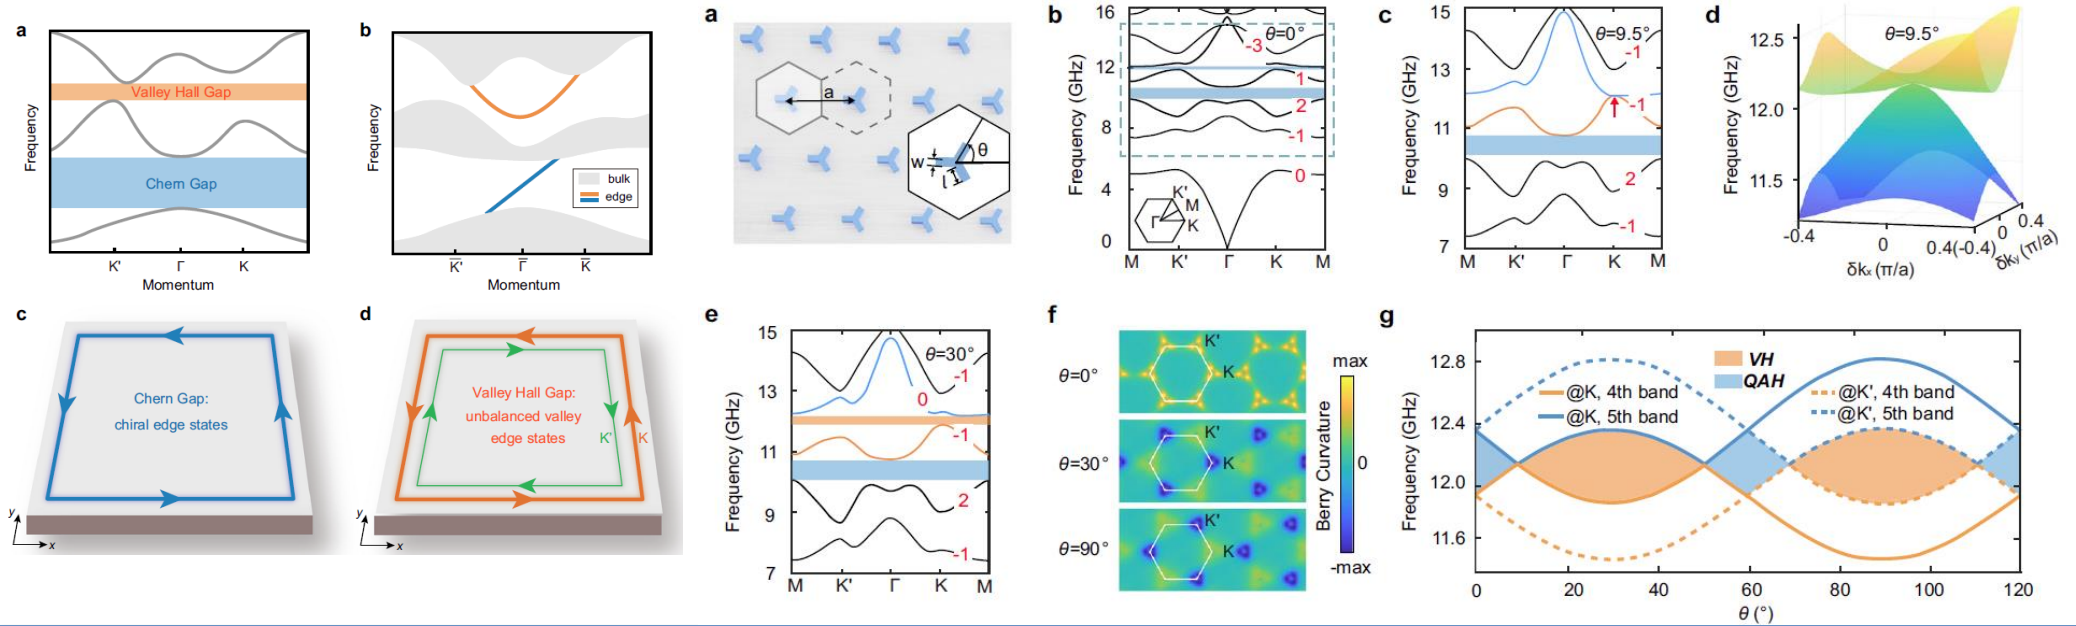 a
Valley Hall Gap
Chern Gap
Frequency
K' Γ K
Momentum
b
bulk
edge
Frequency
K̅' Γ̅ K̅
Momentum
c
Chern Gap:
chiral edge states
y
x
d
Valley Hall Gap:
unbalanced valley
edge states
K' K
y
x
a
a
w
l
θ
b
Frequency (GHz)
16
12
8
4
0
θ=0°
-3
1
2
-1
0
K'
M
Γ
K
M K' Γ K M
c
Frequency (GHz)
15
13
11
9
7
θ=9.5°
-1
-1
2
-1
M K' Γ K M
d
Frequency (GHz)
12.5
12.0
11.5
θ=9.5°
-0.4 0 0.4 (-0.4) 0 0.4
δkₓ (π/a)
δkᵧ (π/a)
e
Frequency (GHz)
15
13
11
9
7
θ=30°
-1
0
-1
2
-1
M K' Γ K M
f
θ=0°
K'
K
θ=30°
K'
K
θ=90°
K'
K
max
0
-max
Berry Curvature
g
Frequency (GHz)
12.8
12.4
12.0
11.6
VH
QAH
@K, 4th band
@K, 5th band
@K', 4th band
@K', 5th band
0 20 40 60 80 100 120
θ (°)